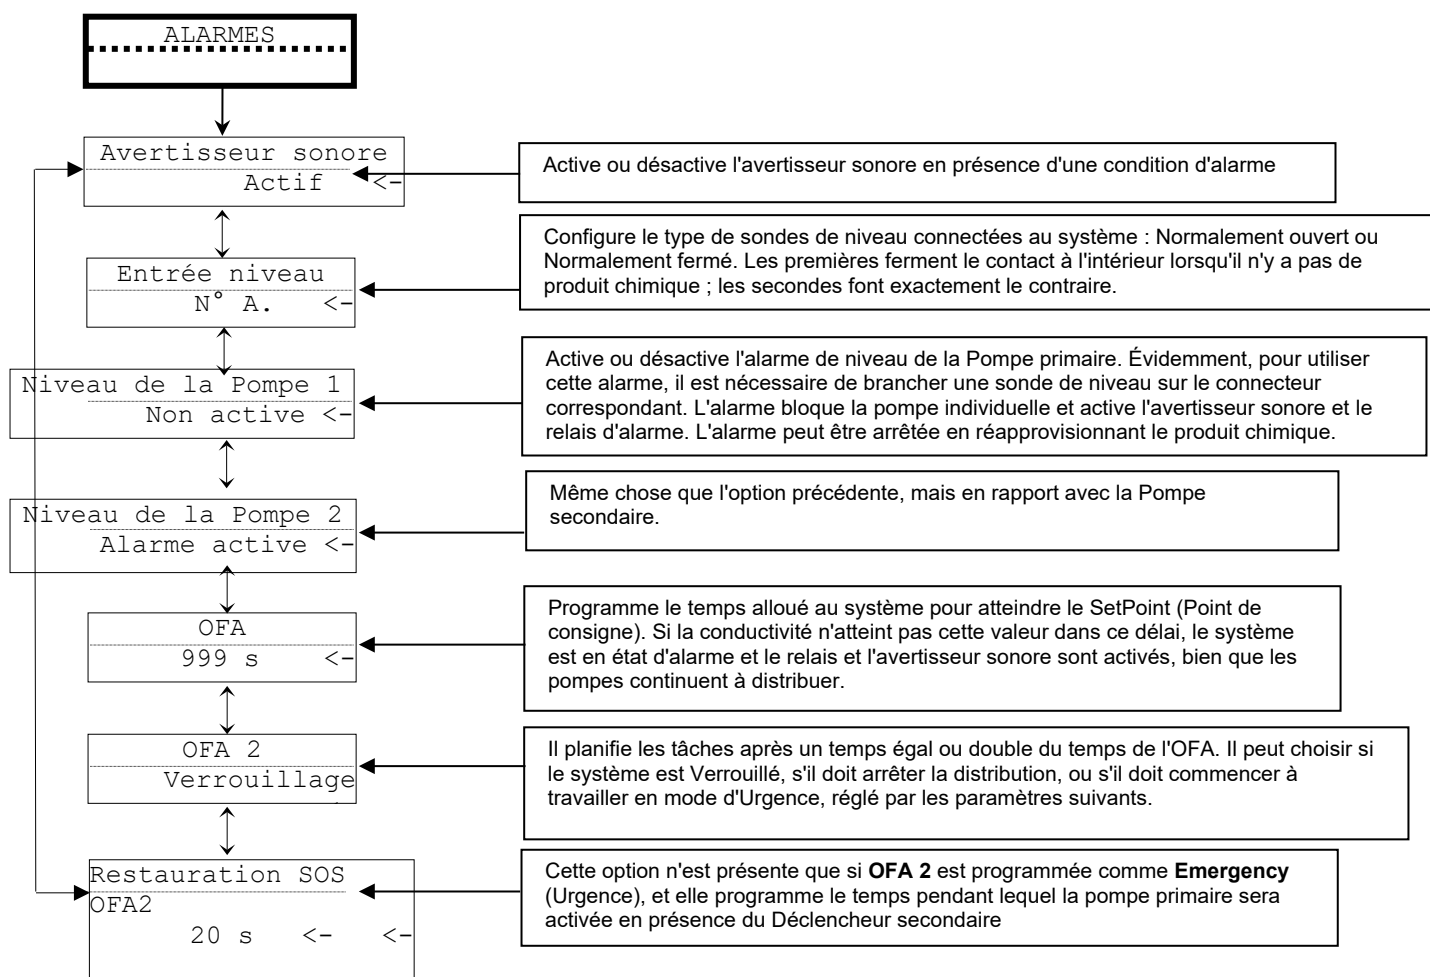 ALARMES
Avertisseur sonore
Actif <-
Active ou désactive l'avertisseur sonore en présence d'une condition d'alarme
Entrée niveau
N° A. <-
Configure le type de sondes de niveau connectées au système : Normalement ouvert ou
Normalement fermé. Les premières ferment le contact à l'intérieur lorsqu'il n'y a pas de
produit chimique ; les secondes font exactement le contraire.
Niveau de la Pompe 1
Non active <-
Active ou désactive l'alarme de niveau de la Pompe primaire. Évidemment, pour utiliser
cette alarme, il est nécessaire de brancher une sonde de niveau sur le connecteur
correspondant. L'alarme bloque la pompe individuelle et active l'avertisseur sonore et le
relais d'alarme. L'alarme peut être arrêtée en réapprovisionnant le produit chimique.
Niveau de la Pompe 2
Alarme active <-
Même chose que l'option précédente, mais en rapport avec la Pompe
secondaire.
OFA
999 s <-
Programme le temps alloué au système pour atteindre le SetPoint (Point de
consigne). Si la conductivité n'atteint pas cette valeur dans ce délai, le système
est en état d'alarme et le relais et l'avertisseur sonore sont activés, bien que les
pompes continuent à distribuer.
OFA 2
Verrouillage
Il planifie les tâches après un temps égal ou double du temps de l'OFA. Il peut choisir si
le système est Verrouillé, s'il doit arrêter la distribution, ou s'il doit commencer à
travailler en mode d'Urgence, réglé par les paramètres suivants.
Restauration SOS
OFA2
20 s <- <-
Cette option n'est présente que si OFA 2 est programmée comme Emergency
(Urgence), et elle programme le temps pendant lequel la pompe primaire sera
activée en présence du Déclencheur secondaire